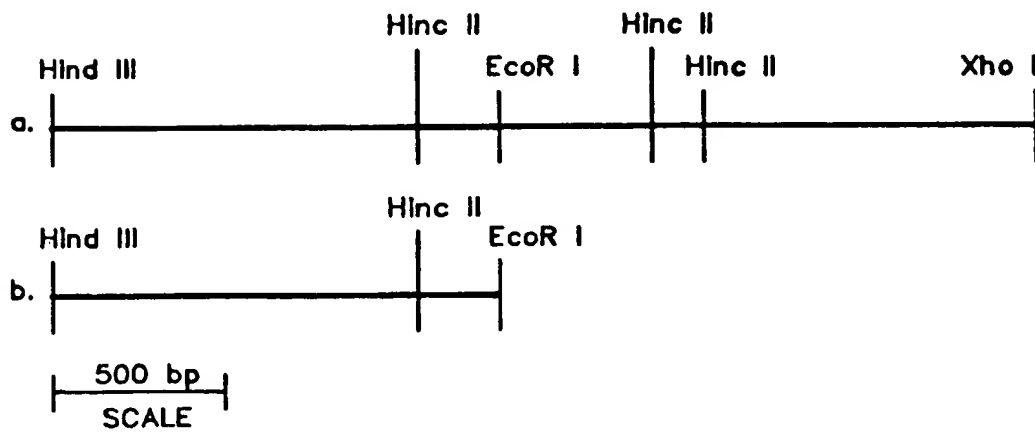 Hinc II Hinc II
Hind III EcoR I Hinc II Xho I
a.
Hinc II
Hind III EcoR I
b.
500 bp
SCALE